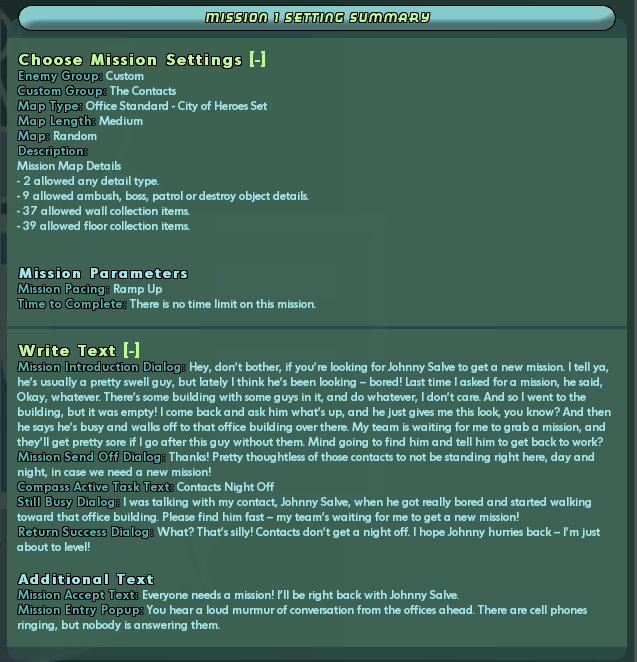 MISSION 1 SETTING SUMMARY
Choose Mission Settings [-]
Enemy Group: Custom
Custom Group: The Contacts
Map Type: Office Standard - City of Heroes Set
Map Length: Medium
Map: Random
Description:
Mission Map Details
- 2 allowed any detail type.
- 9 allowed ambush, boss, patrol or destroy object details.
- 37 allowed wall collection items.
- 39 allowed floor collection items.
Mission Parameters
Mission Pacing: Ramp Up
Time to Complete: There is no time limit on this mission.
Write Text [-]
Mission Introduction Dialog: Hey, don't bother, if you're looking for Johnny Salve to get a new mission. I tell ya,
he's usually a pretty swell guy, but lately I think he's been looking – bored! Last time I asked for a mission, he said,
Okay, whatever. There's some building with some guys in it, and do whatever, I don't care. And so I went to the
building, but it was empty! I come back and ask him what's up, and he just gives me this look, you know? And then
he says he's busy and walks off to that office building over there. My team is waiting for me to grab a mission, and
they'll get pretty sore if I go after this guy without them. Mind going to find him and tell him to get back to work?
Mission Send Off Dialog: Thanks! Pretty thoughtless of those contacts to not be standing right here, day and
night, in case we need a new mission!
Compass Active Task Text: Contacts Night Off
Still Busy Dialog: I was talking with my contact, Johnny Salve, when he got really bored and started walking
toward that office building. Please find him fast – my team's waiting for me to get a new mission!
Return Success Dialog: What? That's silly! Contacts don't get a night off. I hope Johnny hurries back – I'm just
about to level!
Additional Text
Mission Accept Text: Everyone needs a mission! I'll be right back with Johnny Salve.
Mission Entry Popup: You hear a loud murmur of conversation from the offices ahead. There are cell phones
ringing, but nobody is answering them.